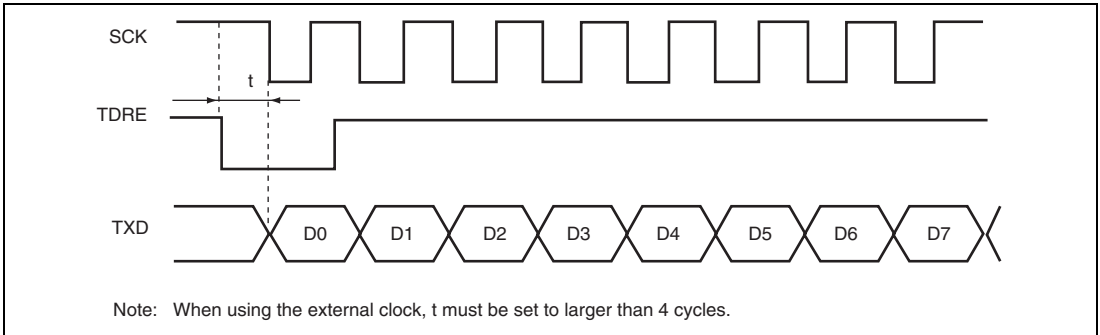 SCK
t
TDRE
TXD D0 D1 D2 D3 D4 D5 D6 D7
Note: When using the external clock, t must be set to larger than 4 cycles.